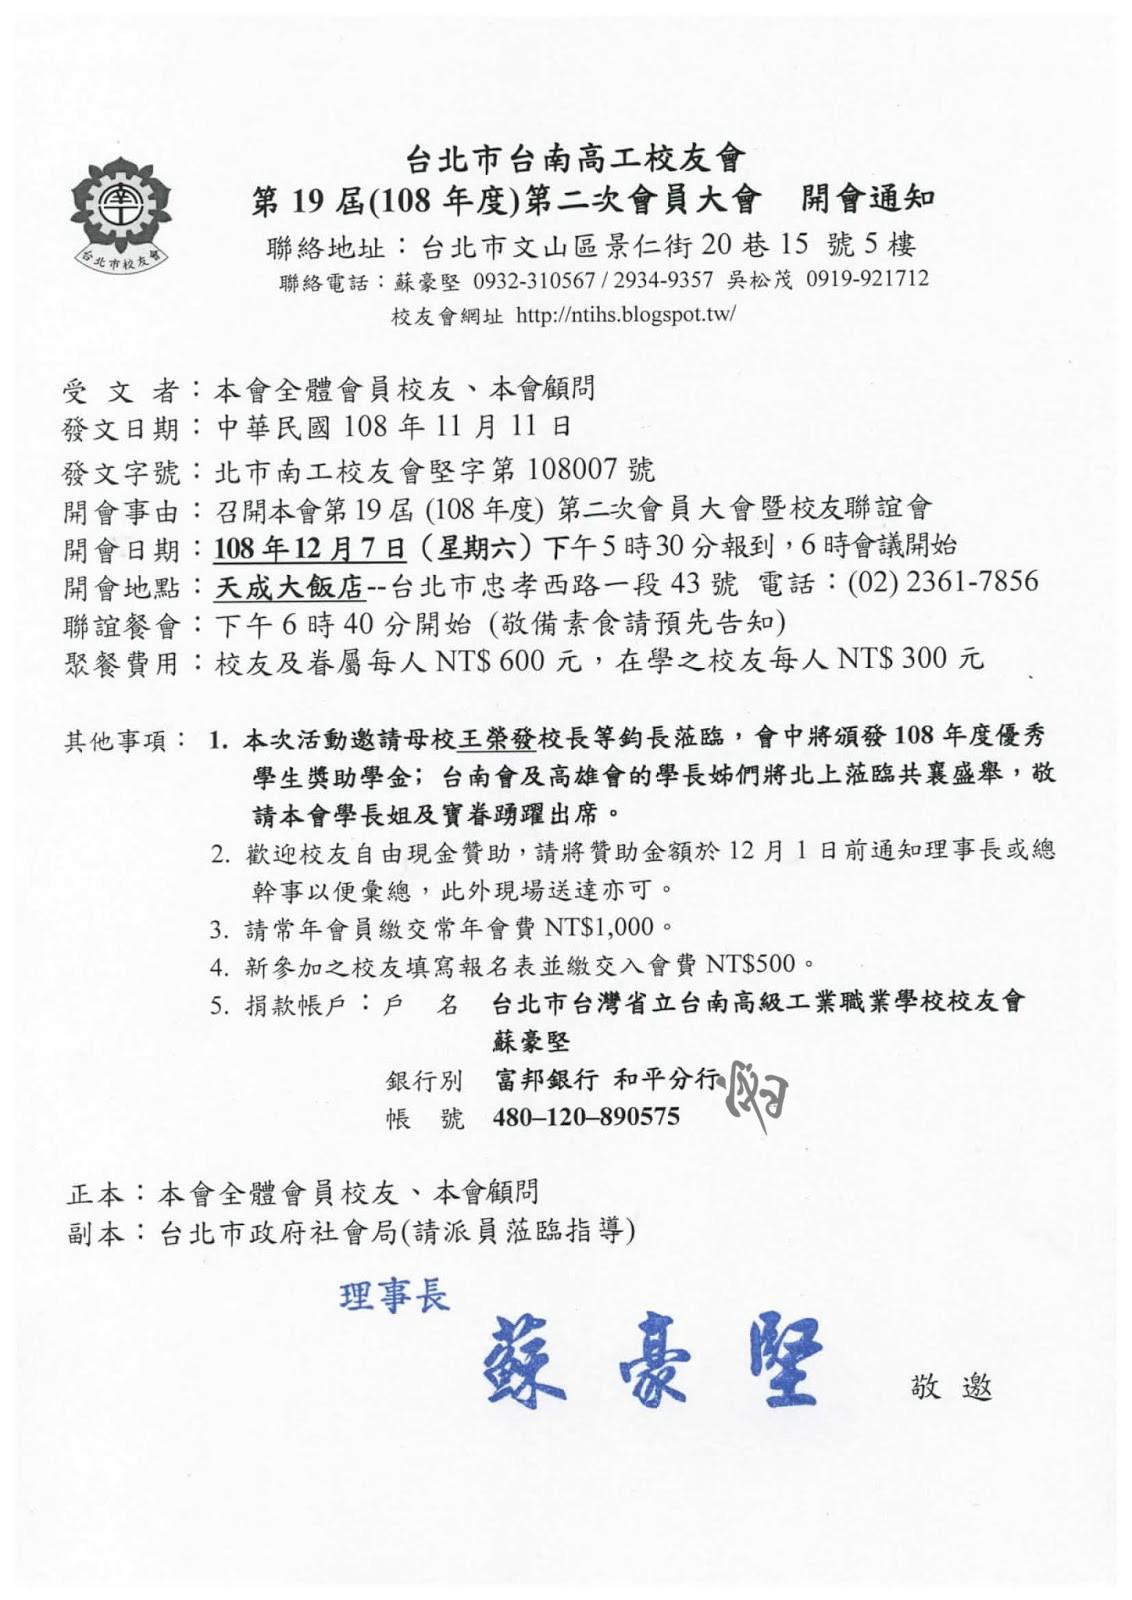 台北市台南高工校友會
第 19 屆(108 年度)第二次會員大會 開會通知
聯絡地址：台北市文山區景仁街 20 巷 15 號 5 樓
聯絡電話：蘇豪堅 0932-310567 / 2934-9357 吳松茂 0919-921712
校友會網址 http://ntihs.blogspot.tw/
台北市校友會
受 文 者：本會全體會員校友、本會顧問
發文日期：中華民國 108 年 11 月 11 日
發文字號：北市南工校友會堅字第 108007 號
開會事由：召開本會第 19 屆 (108 年度) 第二次會員大會暨校友聯誼會
開會日期：108 年 12 月 7 日（星期六）下午 5 時 30 分報到，6 時會議開始
開會地點：天成大飯店--台北市忠孝西路一段 43 號 電話：(02) 2361-7856
聯誼餐會：下午 6 時 40 分開始 (敬備素食請預先告知)
聚餐費用：校友及眷屬每人 NT$ 600 元，在學之校友每人 NT$ 300 元
其他事項： 1. 本次活動邀請母校王榮發校長等鈞長蒞臨，會中將頒發 108 年度優秀
學生獎助學金; 台南會及高雄會的學長姊們將北上蒞臨共襄盛舉，敬
請本會學長姐及寶眷踴躍出席。
2. 歡迎校友自由現金贊助，請將贊助金額於 12 月 1 日前通知理事長或總
幹事以便彙總，此外現場送達亦可。
3. 請常年會員繳交常年會費 NT$1,000。
4. 新參加之校友填寫報名表並繳交入會費 NT$500。
5. 捐款帳戶：戶 名 台北市台灣省立台南高級工業職業學校校友會
蘇豪堅
銀行別 富邦銀行 和平分行
帳 號 480–120–890575
正本：本會全體會員校友、本會顧問
副本：台北市政府社會局(請派員蒞臨指導)
理事長
蘇 豪 堅 敬 邀